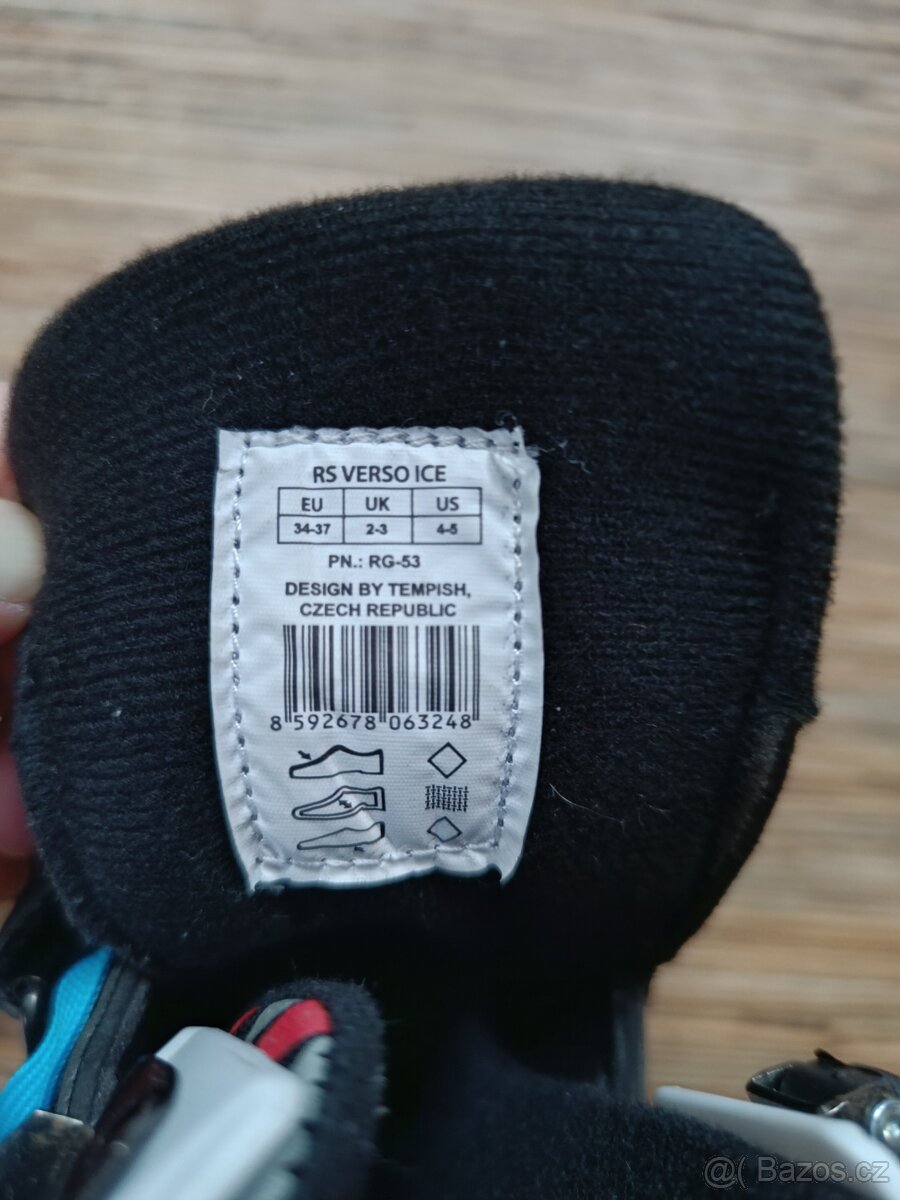 RS VERSO ICE
EU UK US
34-37 2-3 4-5
PN.: RG-53
DESIGN BY TEMPISH,
CZECH REPUBLIC
8 592678 063248
@( Bazos.cz